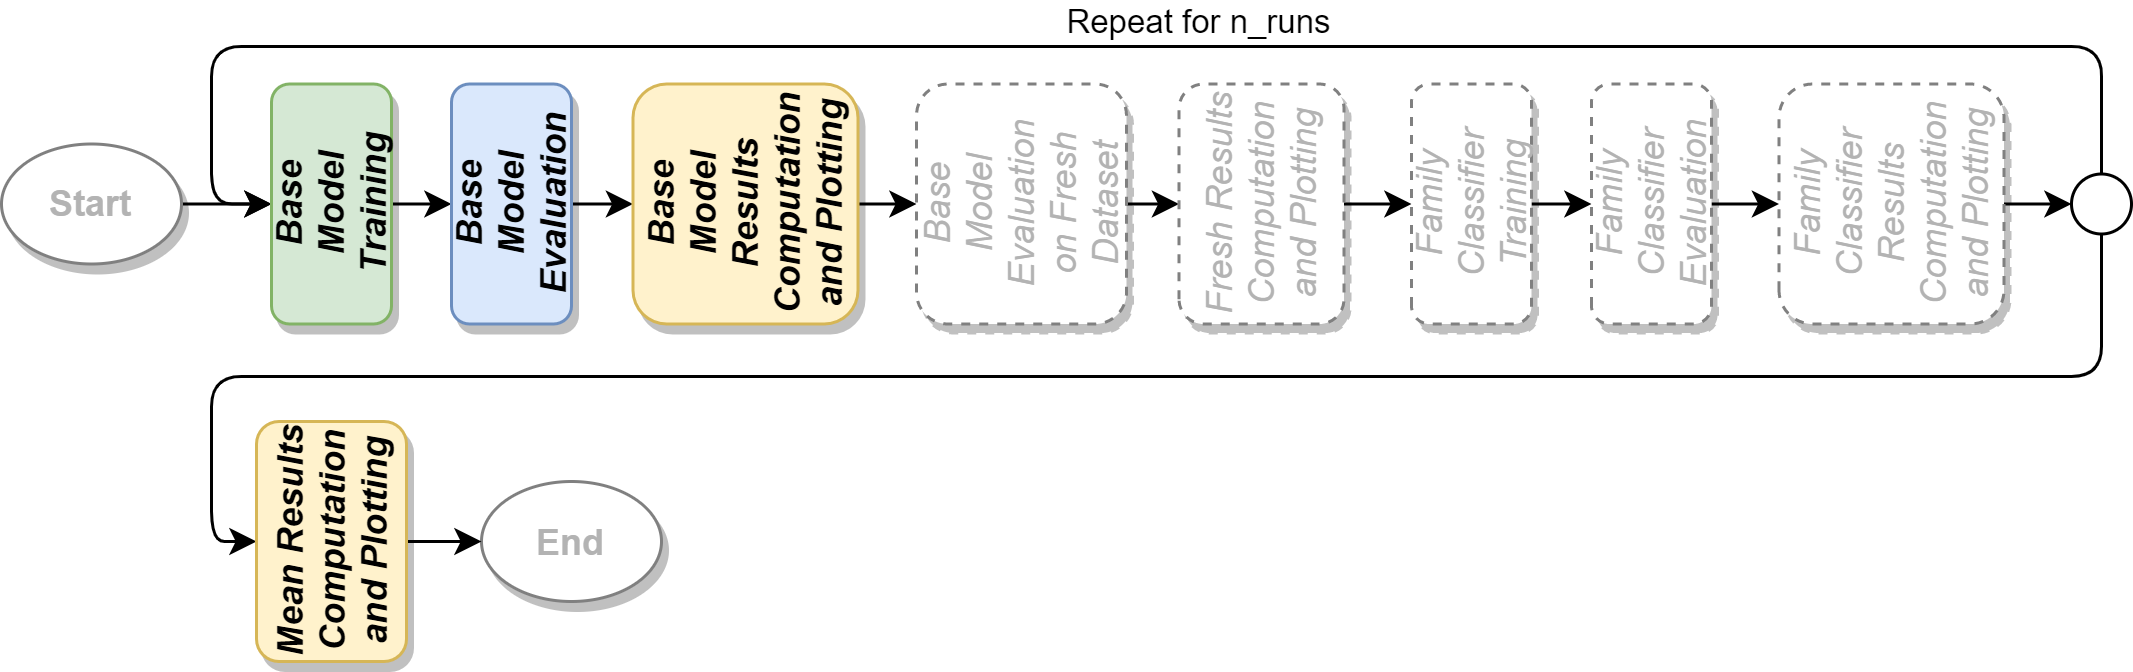 Repeat for n_runs
Start
Base
Model
Training
Base
Model
Evaluation
Base
Model
Results
Computation
and Plotting
Base
Model
Evaluation
on Fresh
Dataset
Fresh Results
Computation
and Plotting
Family
Classifier
Training
Family
Classifier
Evaluation
Family
Classifier
Results
Computation
and Plotting
Mean Results
Computation
and Plotting
End